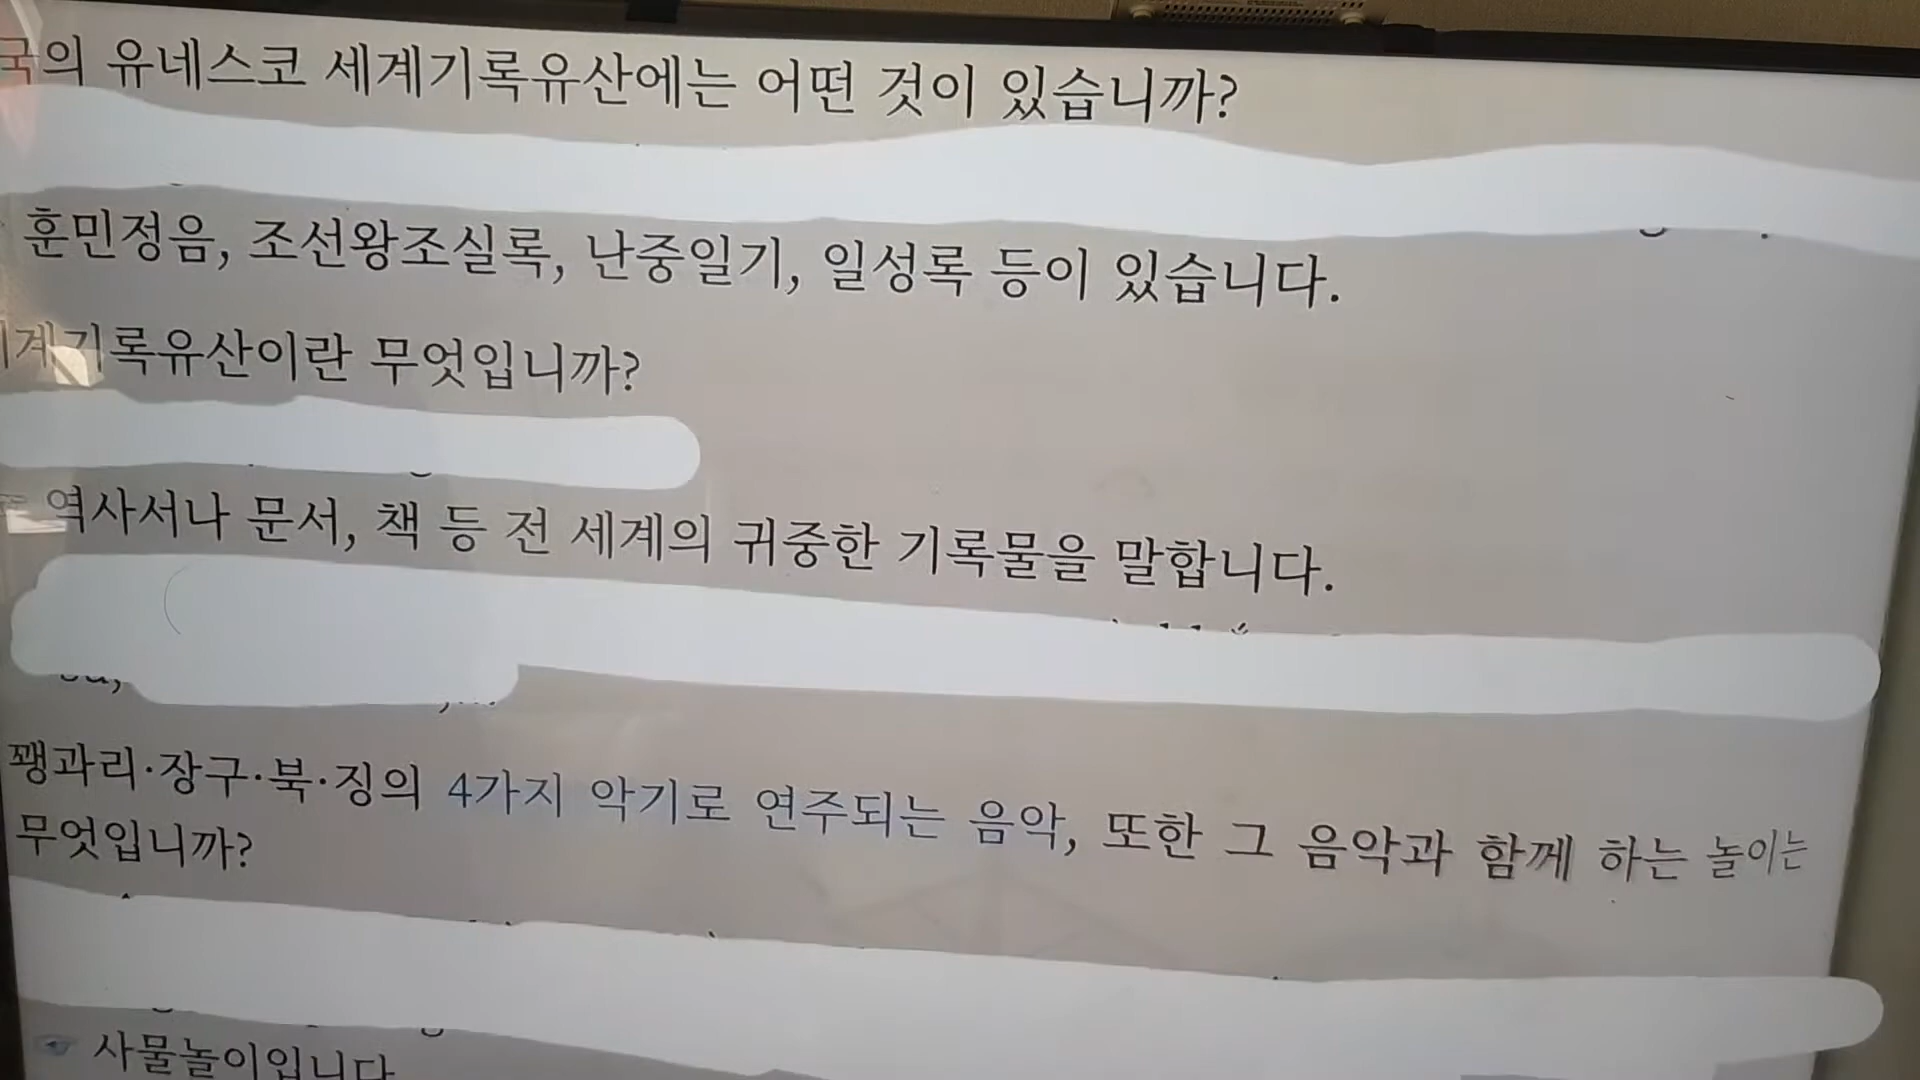 국의 유네스코 세계기록유산에는 어떤 것이 있습니까?
훈민정음, 조선왕조실록, 난중일기, 일성록 등이 있습니다.
계기록유산이란 무엇입니까?
역사서나 문서, 책 등 전 세계의 귀중한 기록물을 말합니다.
꽹과리·장구·북·징의 4가지 악기로 연주되는 음악, 또한 그 음악과 함께 하는 놀이는
무엇입니까?
☞ 사물놀이입니다